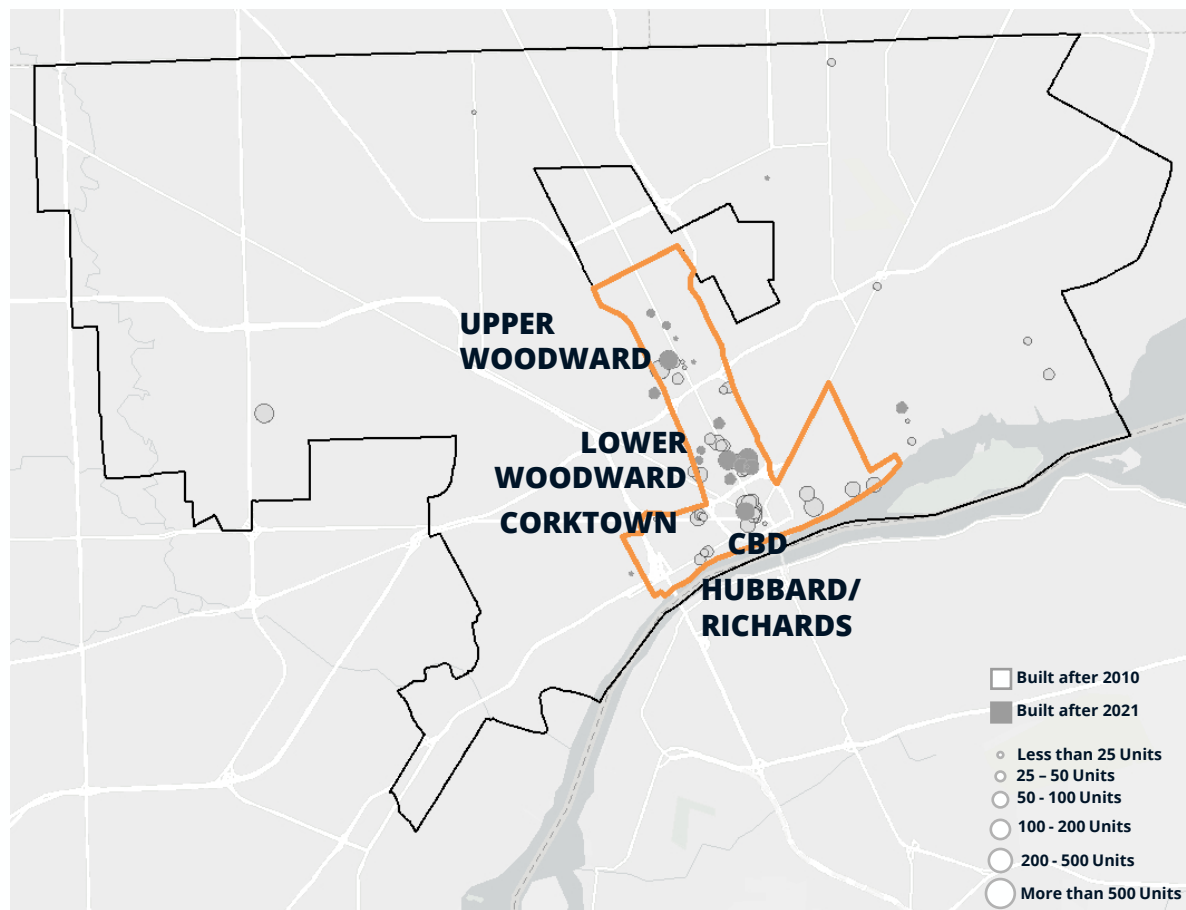 UPPER
WOODWARD
LOWER
WOODWARD
CORKTOWN
CBD
HUBBARD/
RICHARDS
Built after 2010
Built after 2021
Less than 25 Units
25 – 50 Units
50 - 100 Units
100 - 200 Units
200 - 500 Units
More than 500 Units